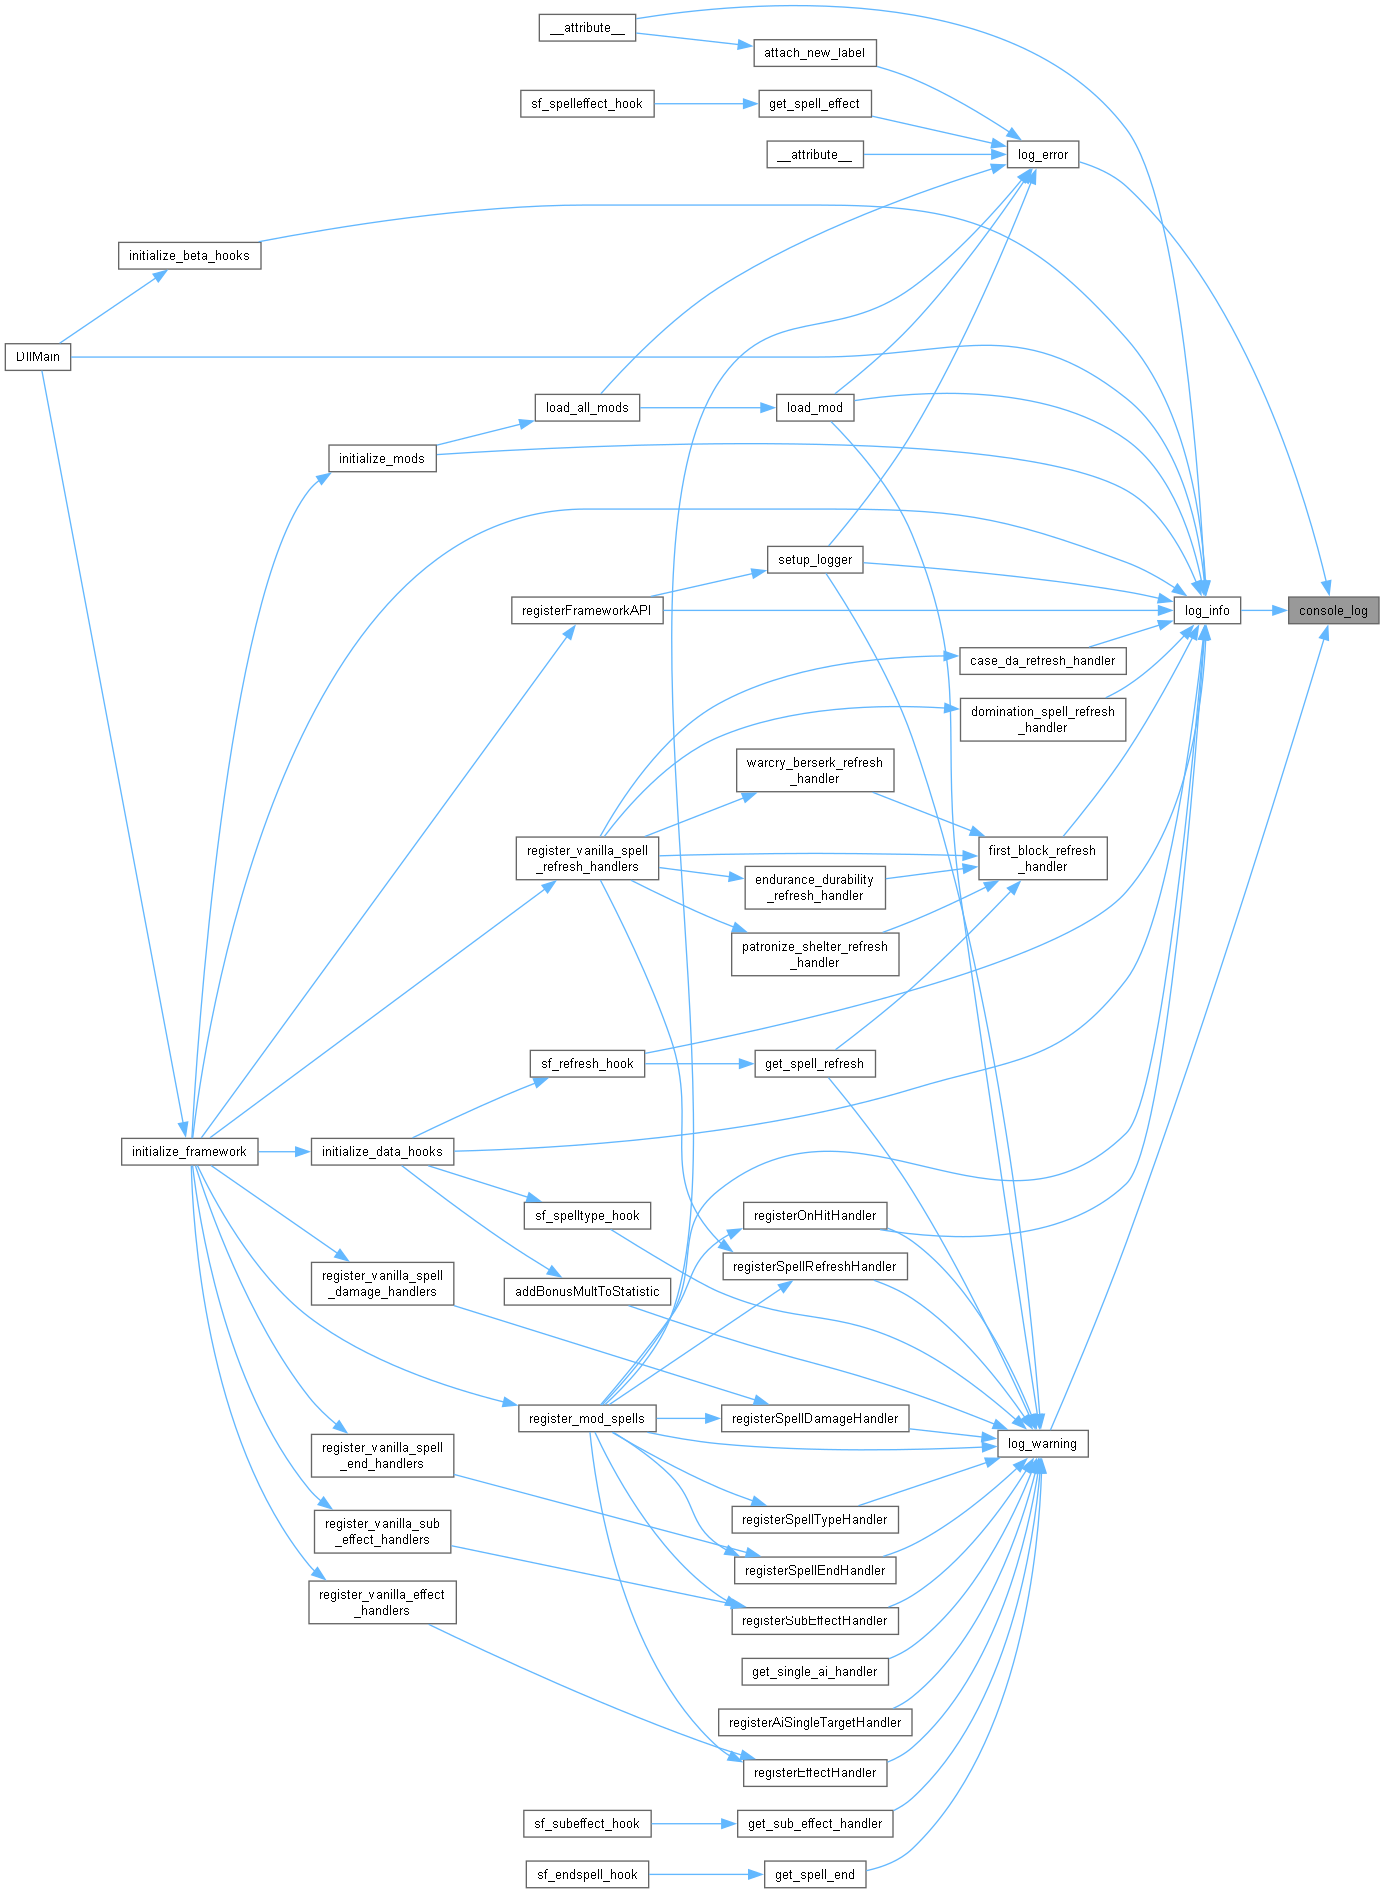 __attribute__
attach_new_label
sf_spelleffect_hook
get_spell_effect
__attribute__
log_error
initialize_beta_hooks
DllMain
load_all_mods
load_mod
initialize_mods
setup_logger
registerFrameworkAPI
log_info
console_log
case_da_refresh_handler
domination_spell_refresh
_handler
warcry_berserk_refresh
_handler
register_vanilla_spell
_refresh_handlers
first_block_refresh
_handler
endurance_durability
_refresh_handler
patronize_shelter_refresh
_handler
sf_refresh_hook
get_spell_refresh
initialize_framework
initialize_data_hooks
sf_spelltype_hook
registerOnHitHandler
registerSpellRefreshHandler
register_vanilla_spell
_damage_handlers
addBonusMultToStatistic
register_mod_spells
registerSpellDamageHandler
log_warning
register_vanilla_spell
_end_handlers
registerSpellTypeHandler
register_vanilla_sub
_effect_handlers
registerSpellEndHandler
register_vanilla_effect
_handlers
registerSubEffectHandler
get_single_ai_handler
registerAiSingleTargetHandler
registerEffectHandler
sf_subeffect_hook
get_sub_effect_handler
sf_endspell_hook
get_spell_end